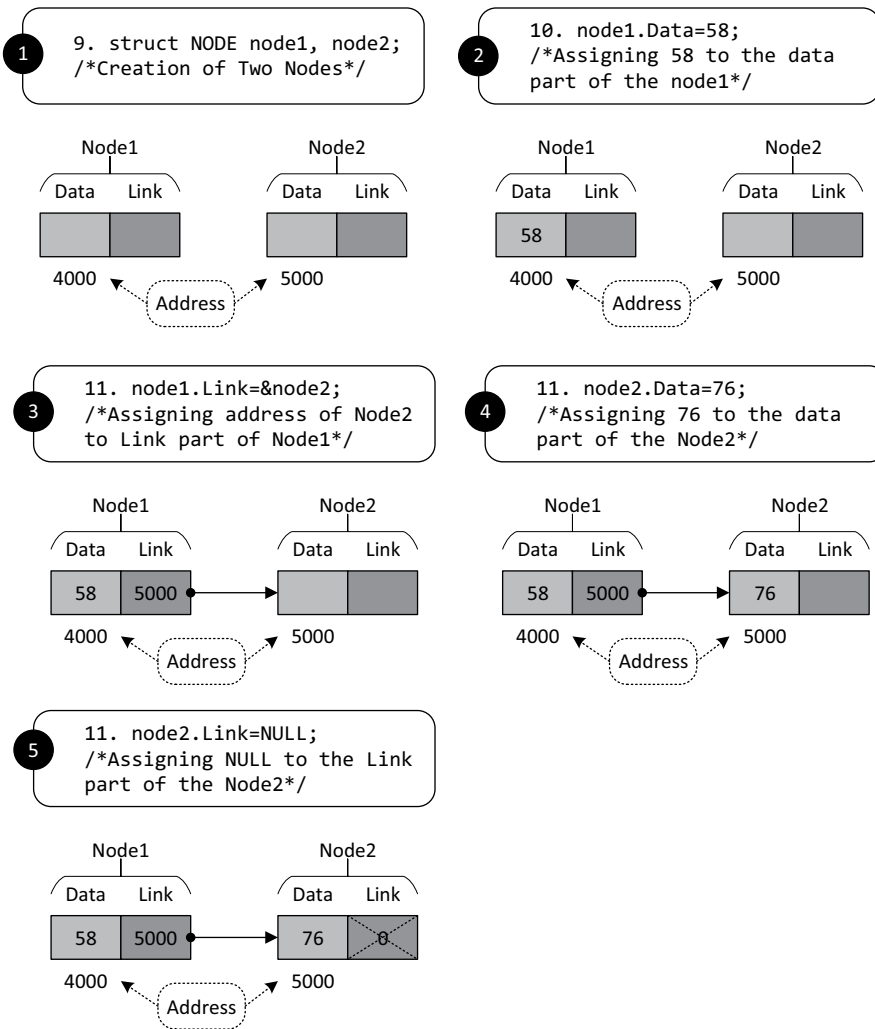 1
9. struct NODE node1, node2;
/*Creation of Two Nodes*/
Node1
Node2
Data Link
Data Link
4000
5000
Address
2
10. node1.Data=58;
/*Assigning 58 to the data
part of the node1*/
Node1
Node2
Data Link
Data Link
58
4000
5000
Address
3
11. node1.Link=&node2;
/*Assigning address of Node2
to Link part of Node1*/
Node1
Node2
Data Link
Data Link
58 5000
4000
5000
Address
4
11. node2.Data=76;
/*Assigning 76 to the data
part of the Node2*/
Node1
Node2
Data Link
Data Link
58 5000
76
4000
5000
Address
5
11. node2.Link=NULL;
/*Assigning NULL to the Link
part of the Node2*/
Node1
Node2
Data Link
Data Link
58 5000
76 0
4000
5000
Address